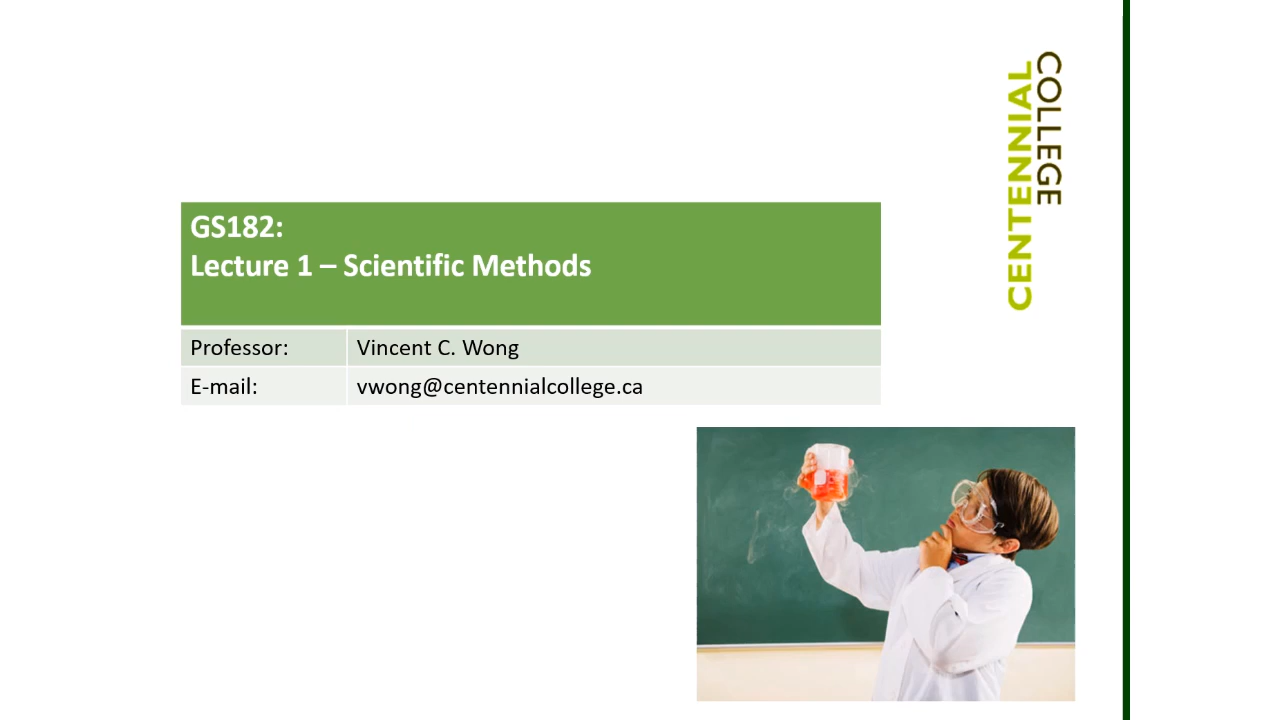 CENTENNIAL
COLLEGE
GS182:
Lecture 1 – Scientific Methods
Professor: Vincent C. Wong
E-mail: vwong@centennialcollege.ca